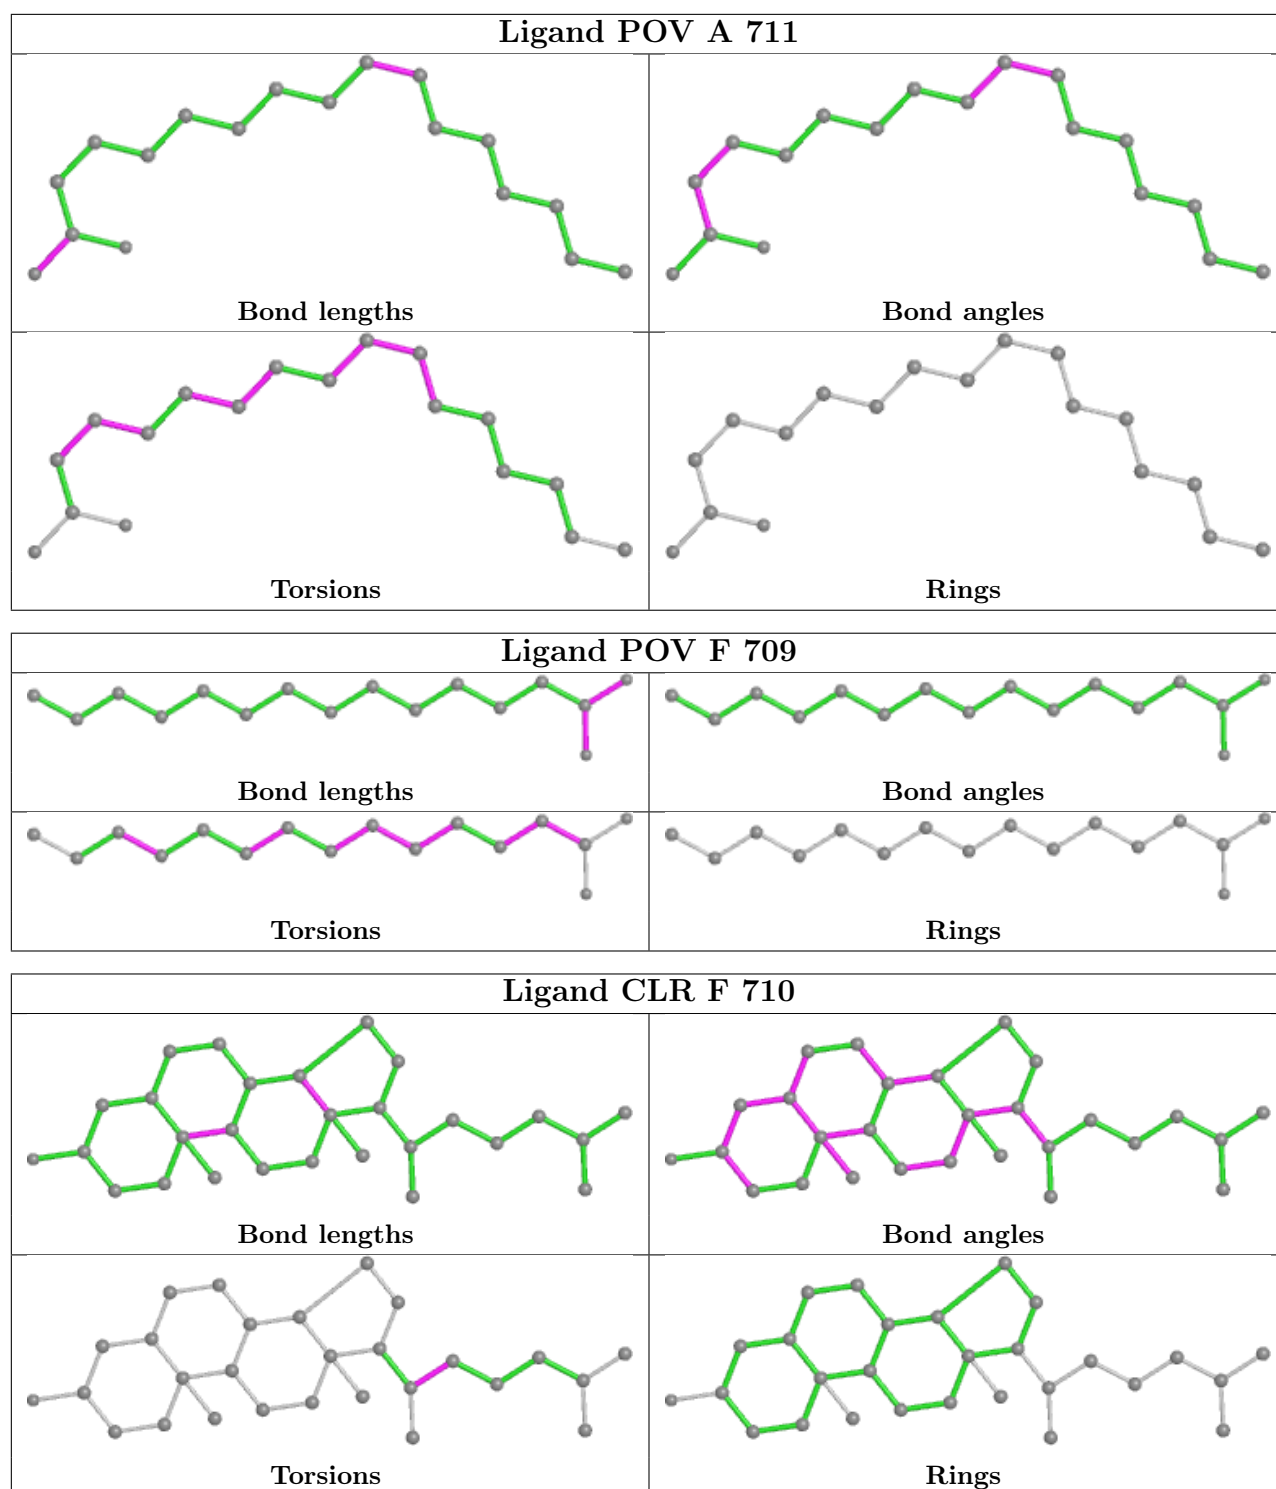 Ligand POV A 711
Bond lengths
Bond angles
Torsions
Rings
Ligand POV F 709
Bond lengths
Bond angles
Torsions
Rings
Ligand CLR F 710
Bond lengths
Bond angles
Torsions
Rings